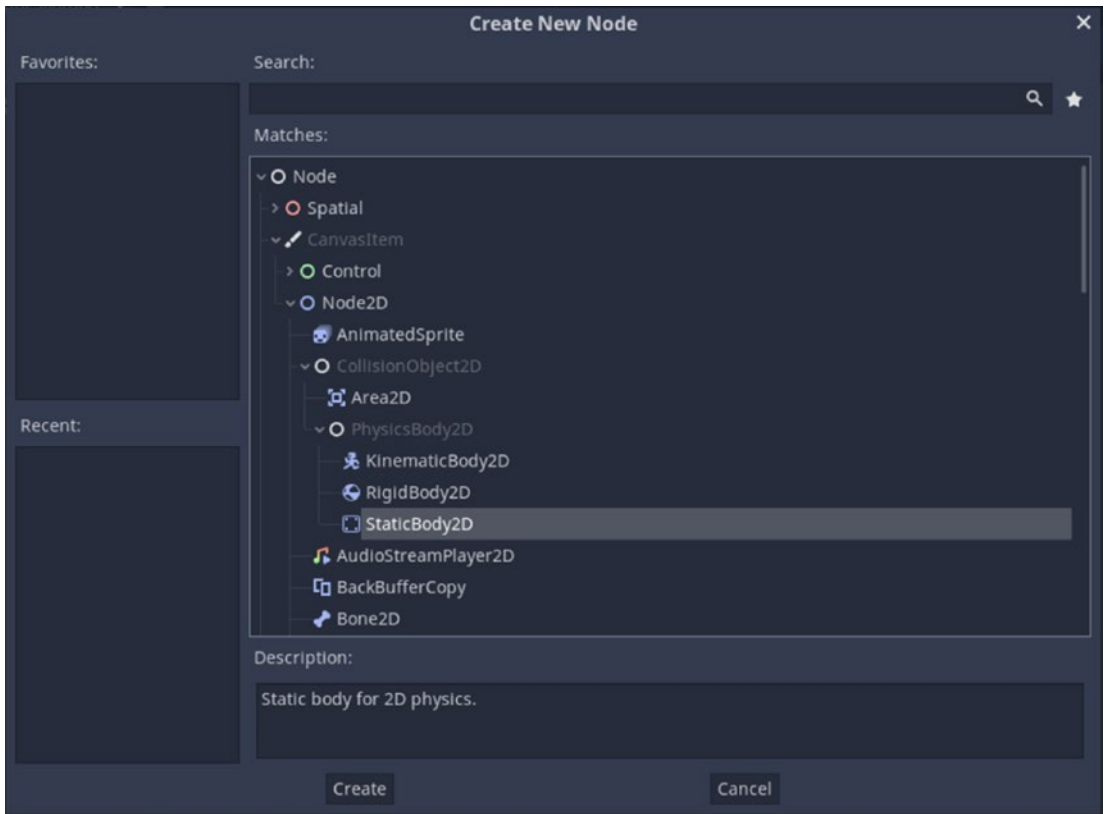 Create New Node
Favorites:
Search:
Matches:
Node
Spatial
CanvasItem
Control
Node2D
AnimatedSprite
CollisionObject2D
Area2D
PhysicsBody2D
KinematicBody2D
RigidBody2D
StaticBody2D
AudioStreamPlayer2D
BackBufferCopy
Bone2D
Recent:
Description:
Static body for 2D physics.
Create
Cancel